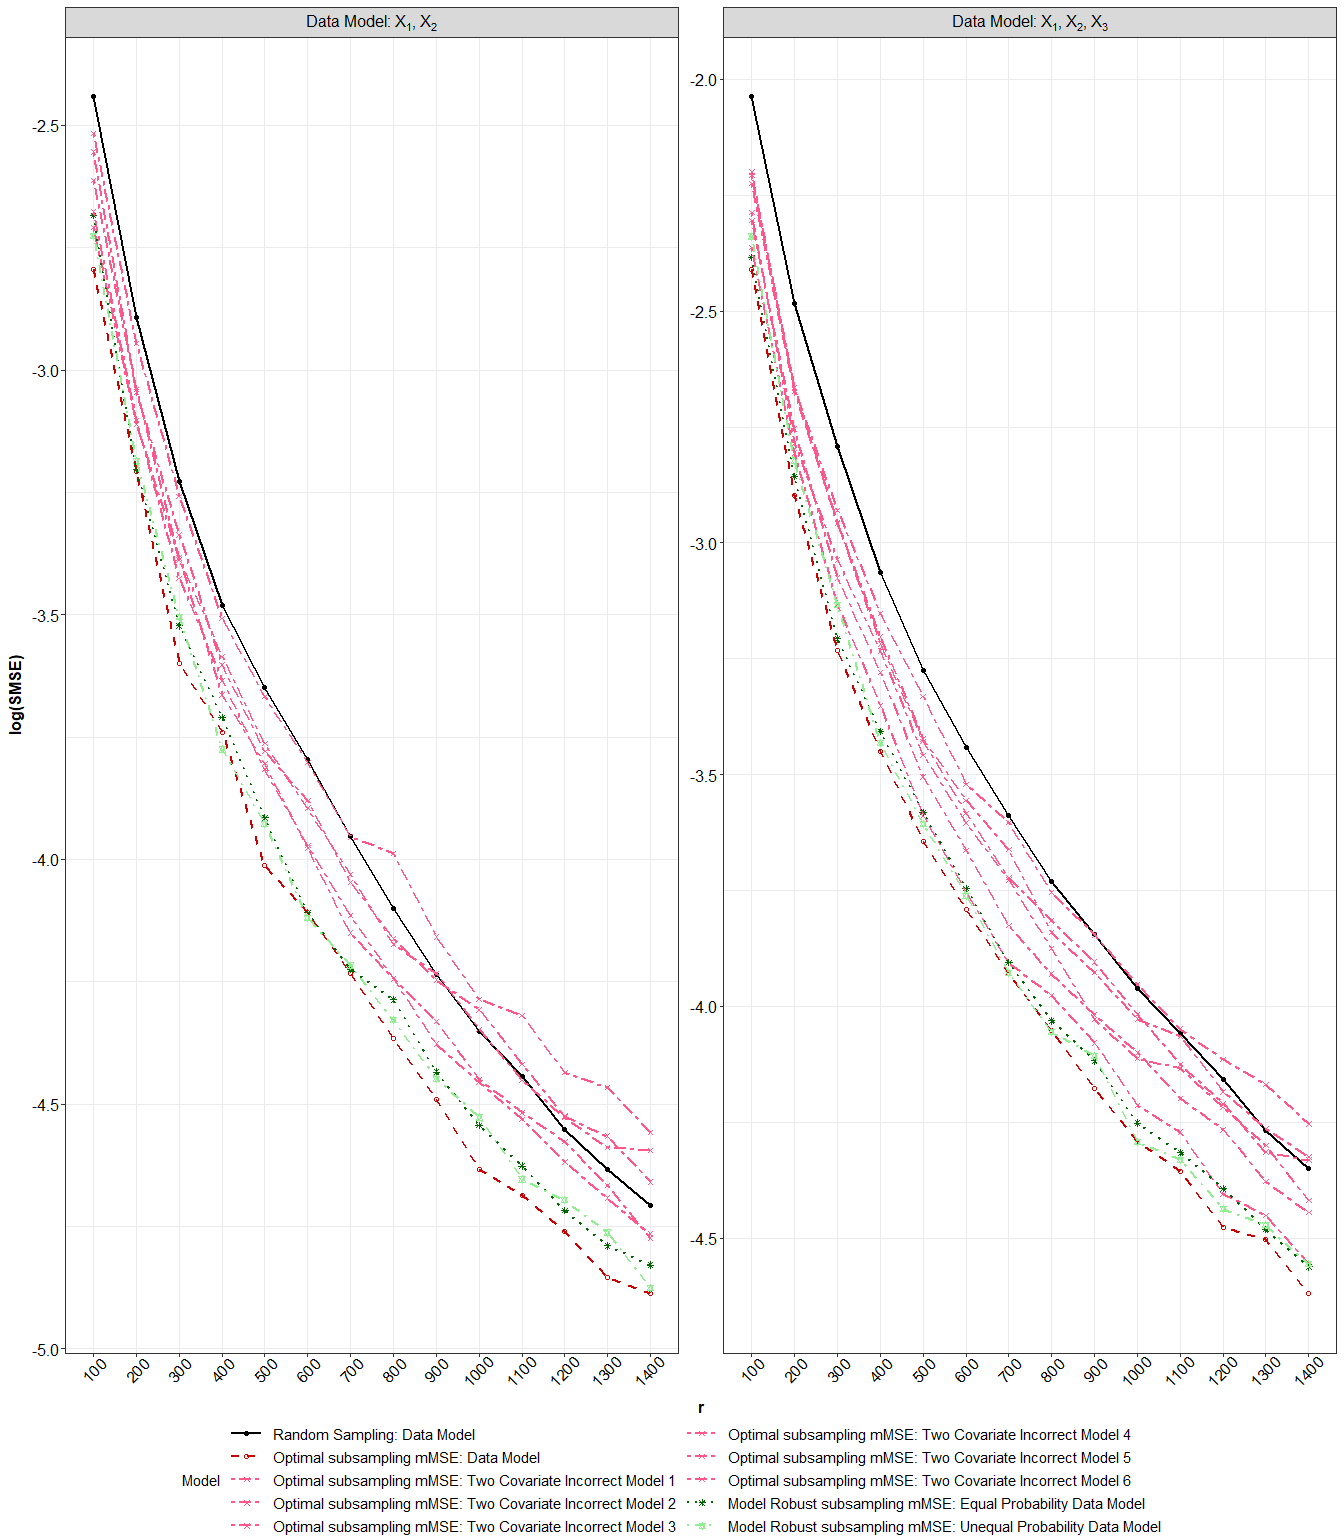 Data Model: X1, X2
Data Model: X1, X2, X3
log(SMSE)
-2.5
-3.0
-3.5
-4.0
-4.5
-5.0
-2.0
-2.5
-3.0
-3.5
-4.0
-4.5
100 200 300 400 500 600 700 800 900 1000 1100 1200 1300 1400
100 200 300 400 500 600 700 800 900 1000 1100 1200 1300 1400
r
Model
Random Sampling: Data Model
Optimal subsampling mMSE: Data Model
Optimal subsampling mMSE: Two Covariate Incorrect Model 1
Optimal subsampling mMSE: Two Covariate Incorrect Model 2
Optimal subsampling mMSE: Two Covariate Incorrect Model 3
Optimal subsampling mMSE: Two Covariate Incorrect Model 4
Optimal subsampling mMSE: Two Covariate Incorrect Model 5
Optimal subsampling mMSE: Two Covariate Incorrect Model 6
Model Robust subsampling mMSE: Equal Probability Data Model
Model Robust subsampling mMSE: Unequal Probability Data Model